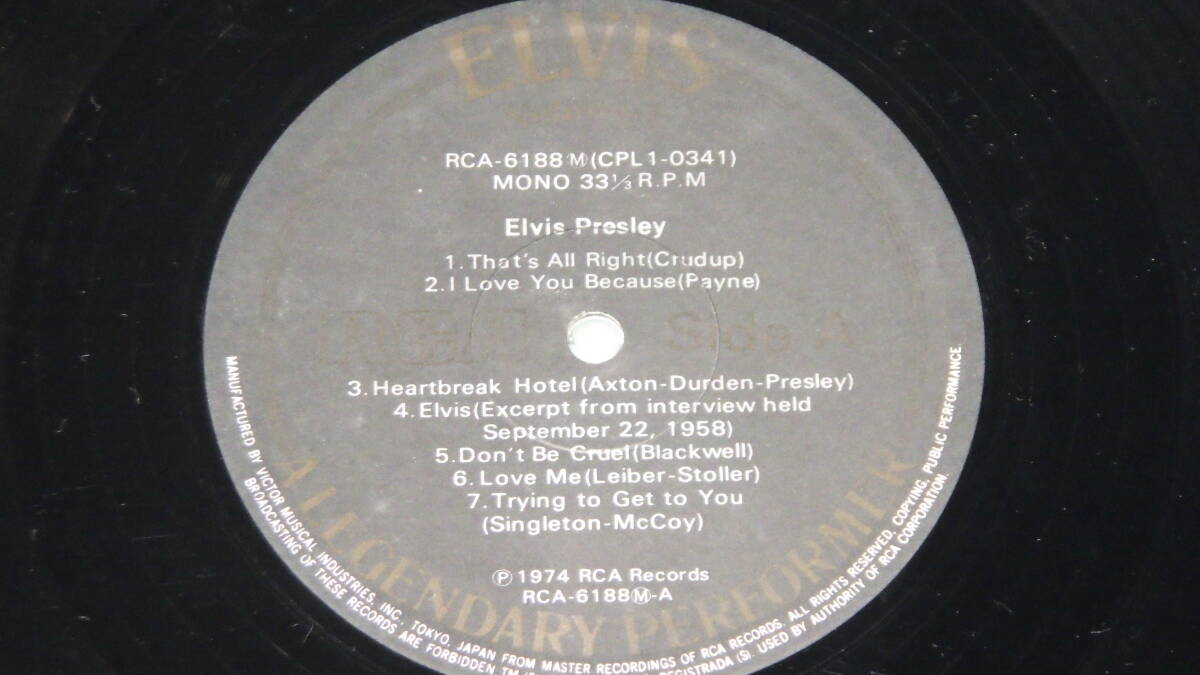 ELVIS
RCA-6188Ⓜ(CPL1-0341)
MONO 33⅓ R.P.M
Elvis Presley
1.That's All Right(Crudup)
2.I Love You Because(Payne)
Side A
3.Heartbreak Hotel(Axton-Durden-Presley)
4.Elvis(Excerpt from interview held
September 22, 1958)
5.Don't Be Cruel(Blackwell)
6.Love Me(Leiber-Stoller)
7.Trying to Get to You
(Singleton-McCoy)
Ⓟ 1974 RCA Records
RCA-6188Ⓜ-A
A LEGENDARY PERFORMER
MANUFACTURED BY VICTOR MUSICAL INDUSTRIES, INC., TOKYO, JAPAN FROM MASTER RECORDINGS OF RCA RECORDS. ALL RIGHTS RESERVED. COPYING, PUBLIC PERFORMANCE.
BROADCASTING OF THESE RECORDS ARE FORBIDDEN TM REGISTRADA (S). USED BY AUTHORITY OF RCA CORPORATION.